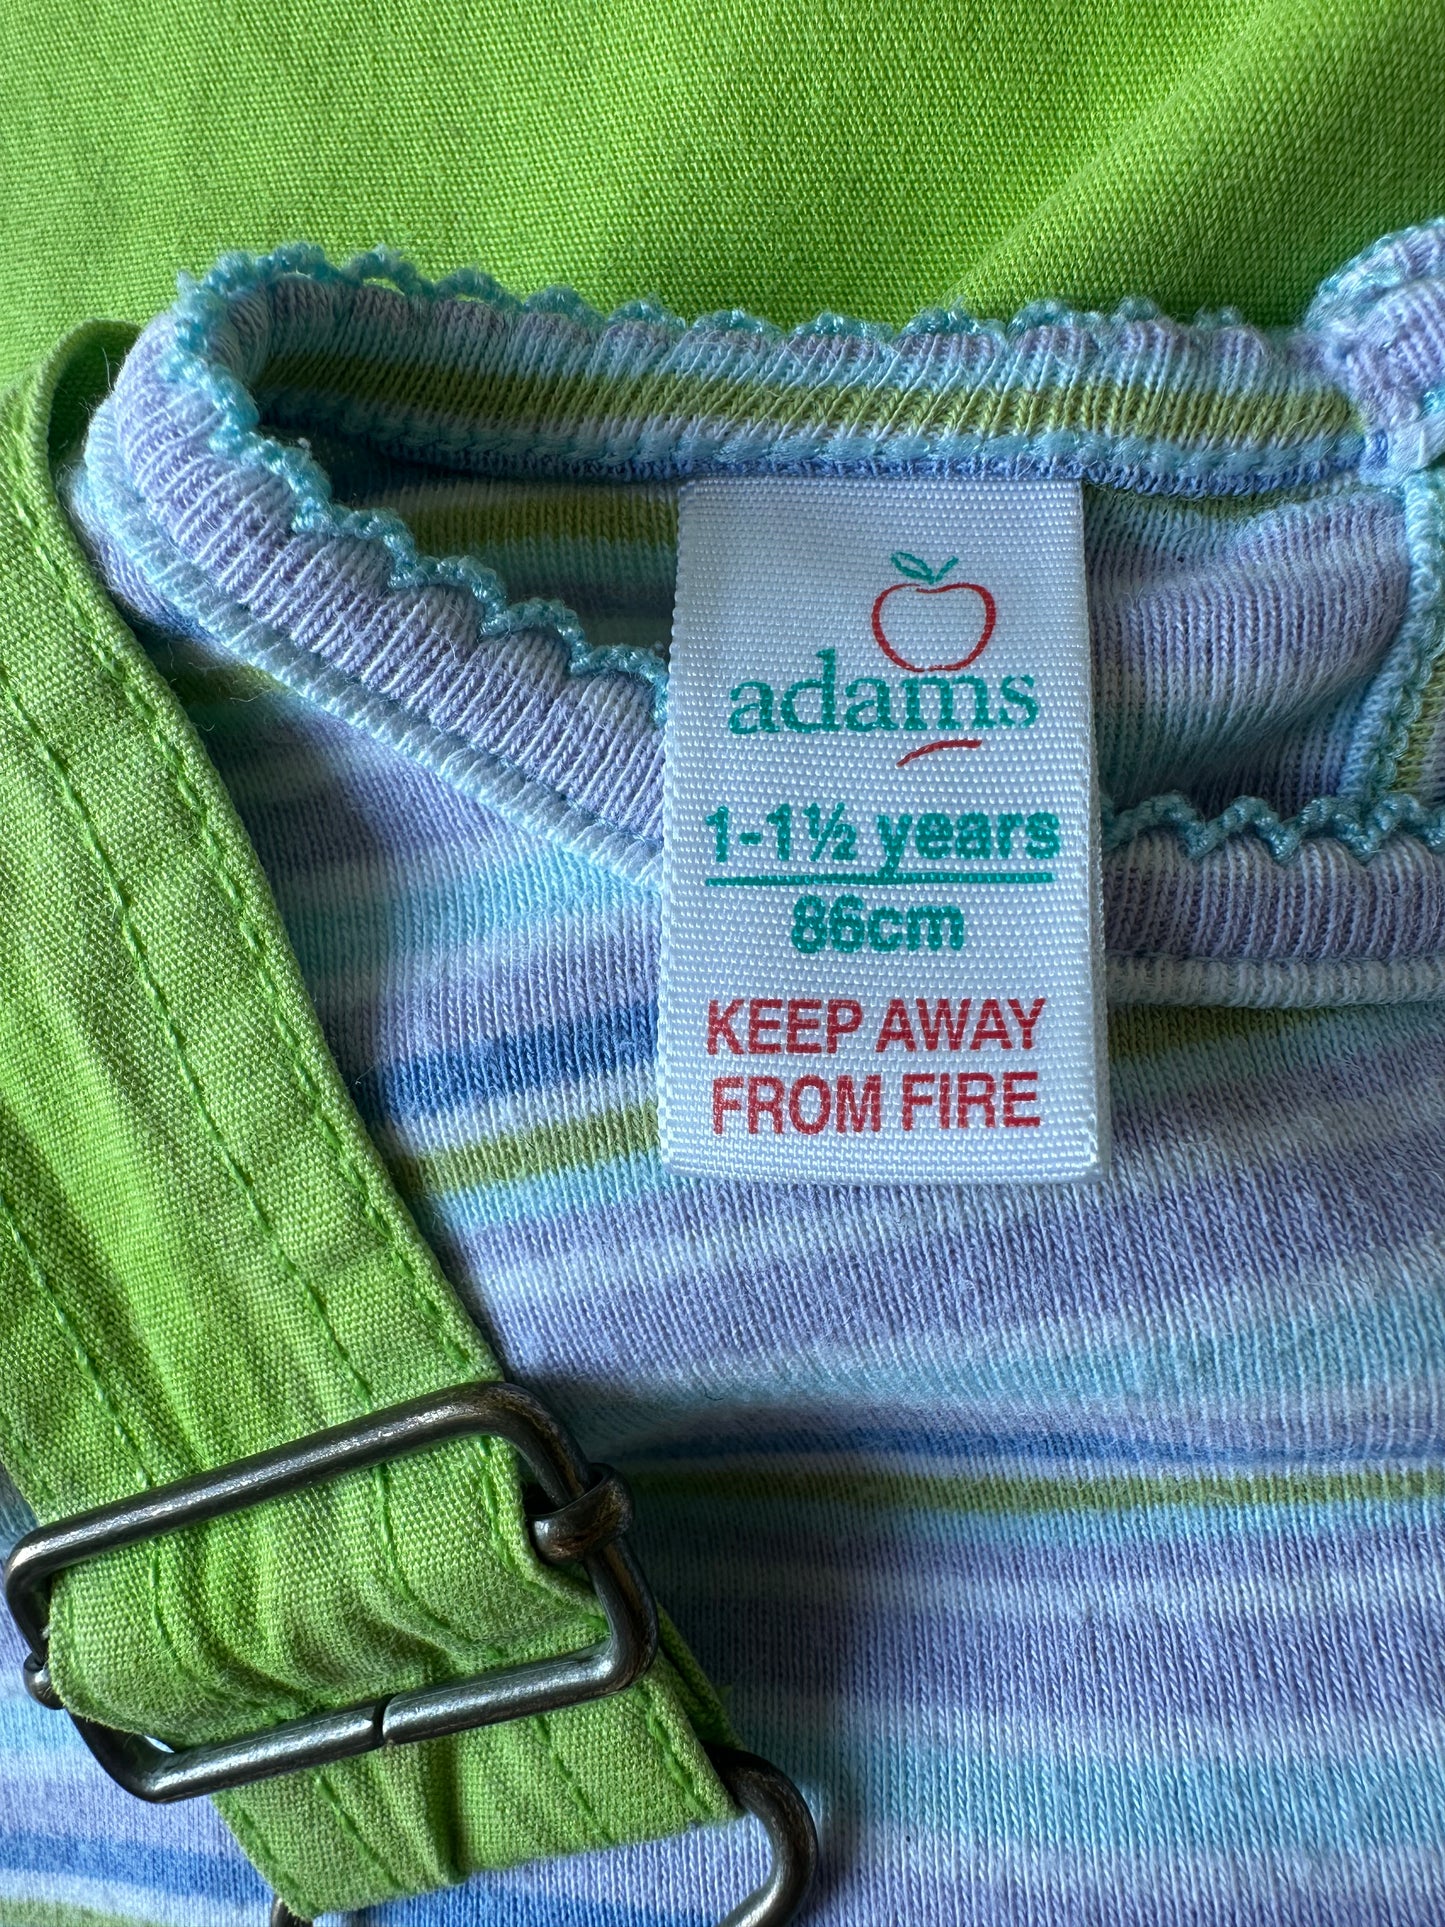 adams
1-1½ years
86cm
KEEP AWAY
FROM FIRE